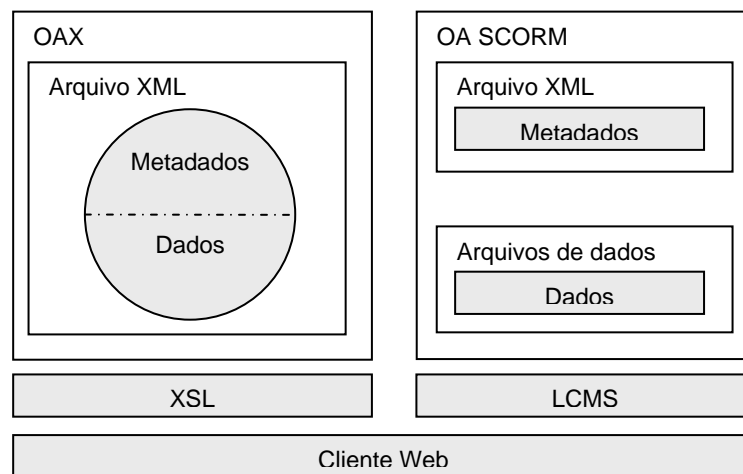 OAX
Arquivo XML
Metadados
Dados
XSL
OA SCORM
Arquivo XML
Metadados
Arquivos de dados
Dados
LCMS
Cliente Web